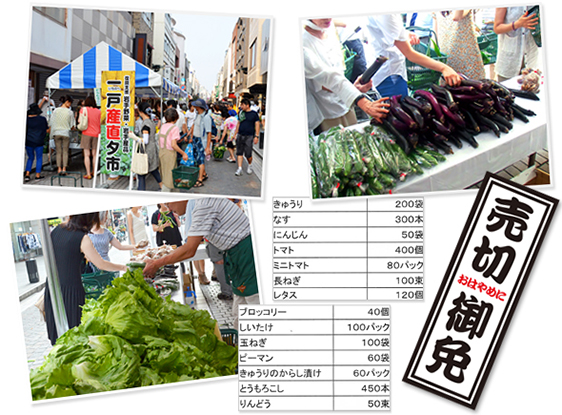 一戸産直夕市
きゅうり 200袋
なす 300本
にんじん 50袋
トマト 400個
ミニトマト 80パック
長ねぎ 100束
レタス 120個
ブロッコリー 40個
しいたけ 100パック
玉ねぎ 100袋
ピーマン 60袋
きゅうりのからし漬け 60パック
とうもろこし 450本
りんどう 50束
売切御免
おはやめに